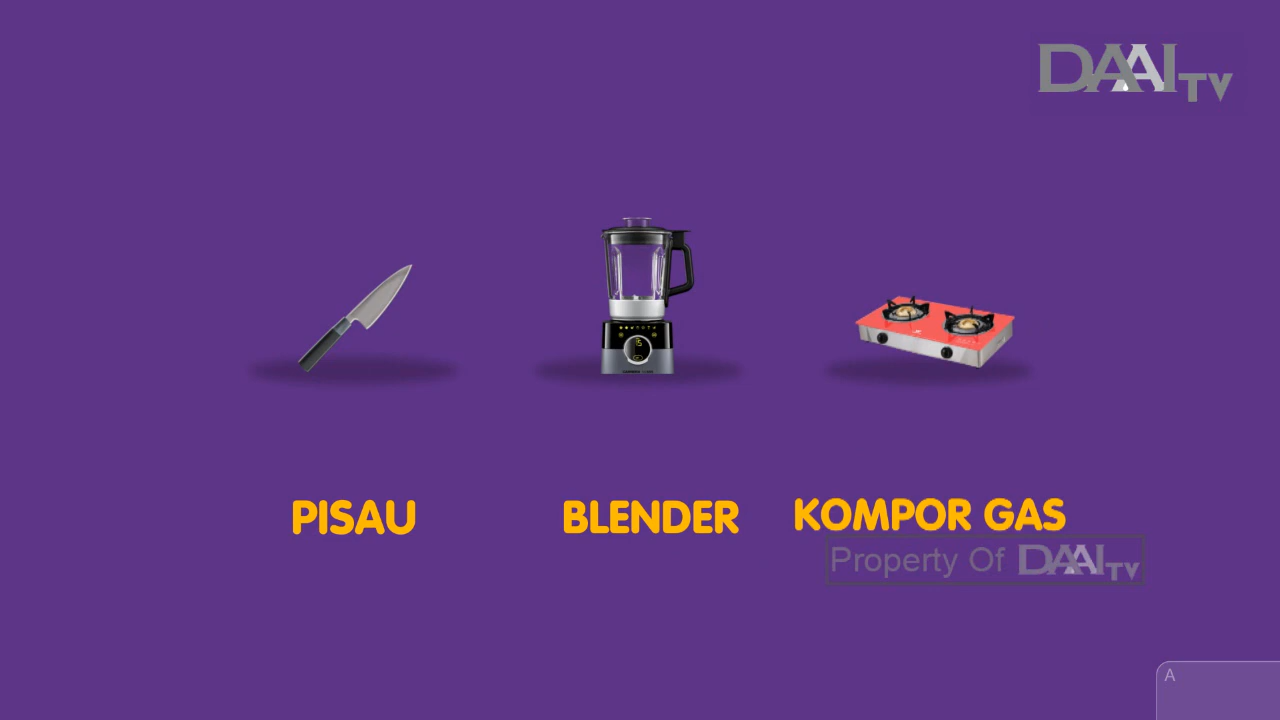 DAAI TV
PISAU
BLENDER
KOMPOR GAS
Property Of DAAI TV
A